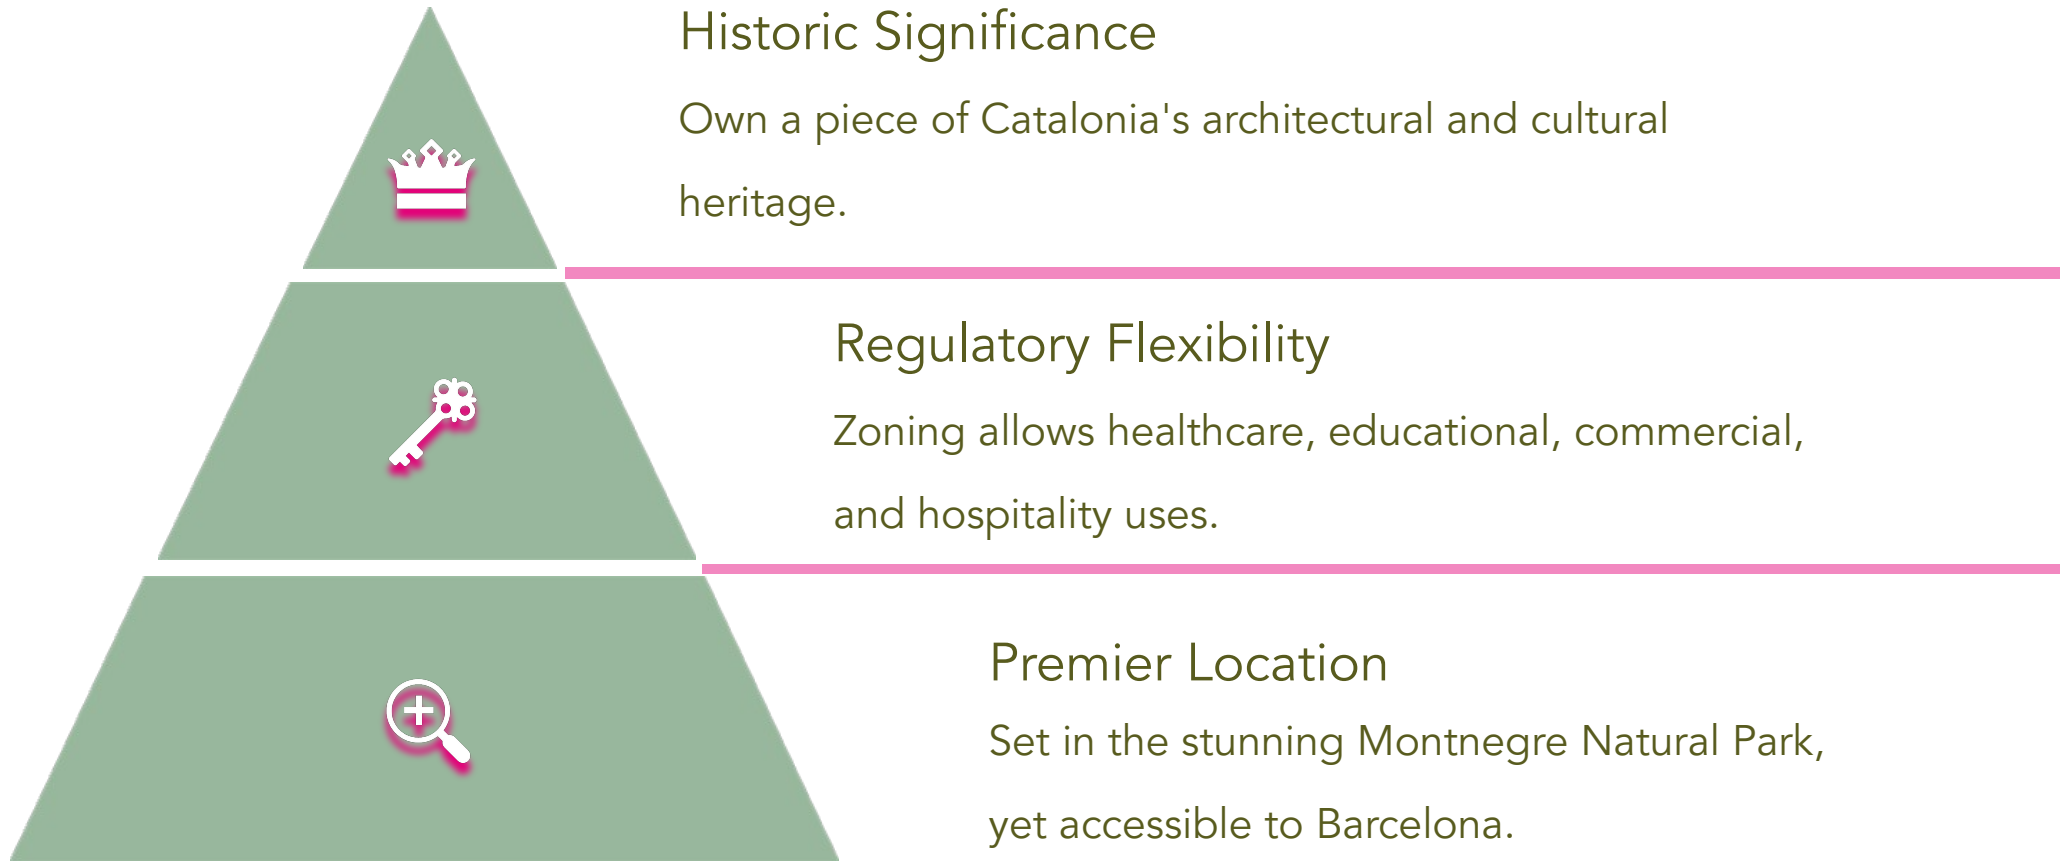 Historic Significance
Own a piece of Catalonia's architectural and cultural
heritage.
Regulatory Flexibility
Zoning allows healthcare, educational, commercial,
and hospitality uses.
Premier Location
Set in the stunning Montnegre Natural Park,
yet accessible to Barcelona.